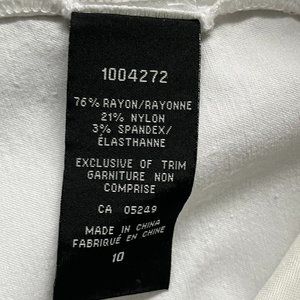 1004272
76% RAYON/RAYONNE
21% NYLON
3% SPANDEX/
ÉLASTHANNE
EXCLUSIVE OF TRIM
GARNITURE NON
COMPRISE
CA 05249
MADE IN CHINA
FABRIQUÉ EN CHINE
10